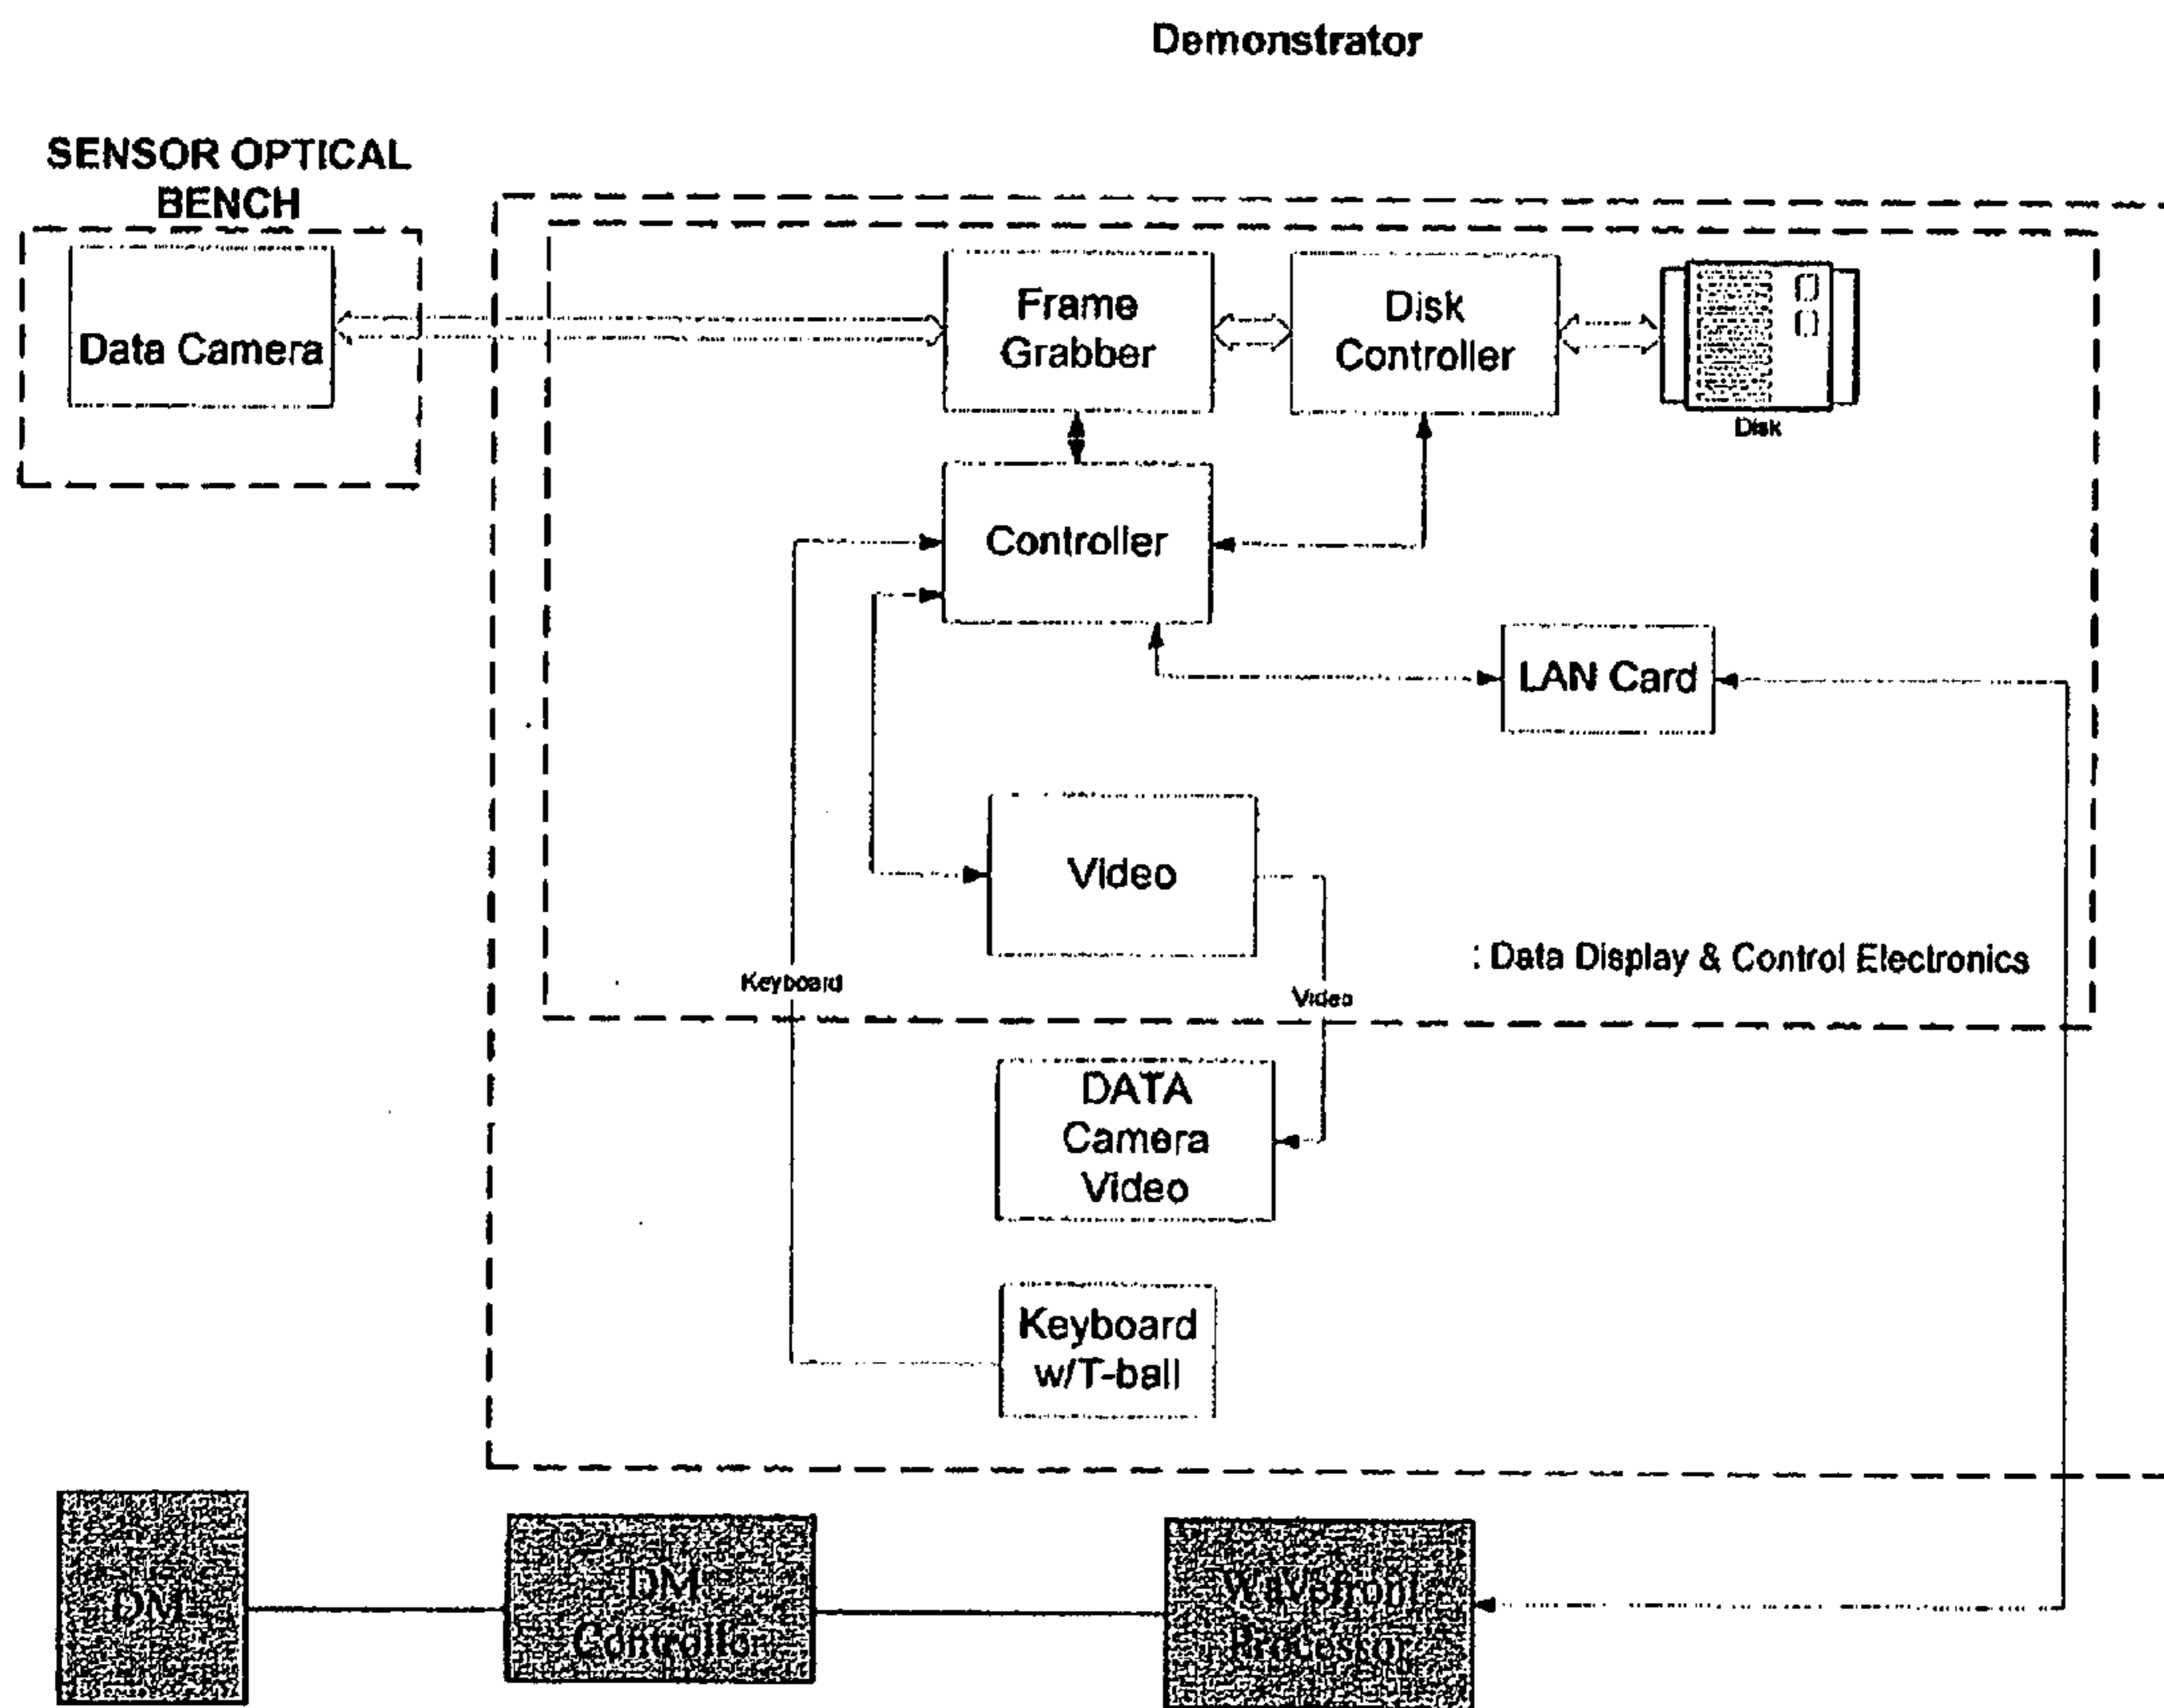 Demonstrator
SENSOR OPTICAL
BENCH
Data Camera
Frame
Grabber
Disk
Controller
Disk
Controller
LAN Card
Video
: Data Display & Control Electronics
Keyboard
Video
DATA
Camera
Video
Keyboard
w/T-ball
DM
DM
Controller
Wavefront
Processor